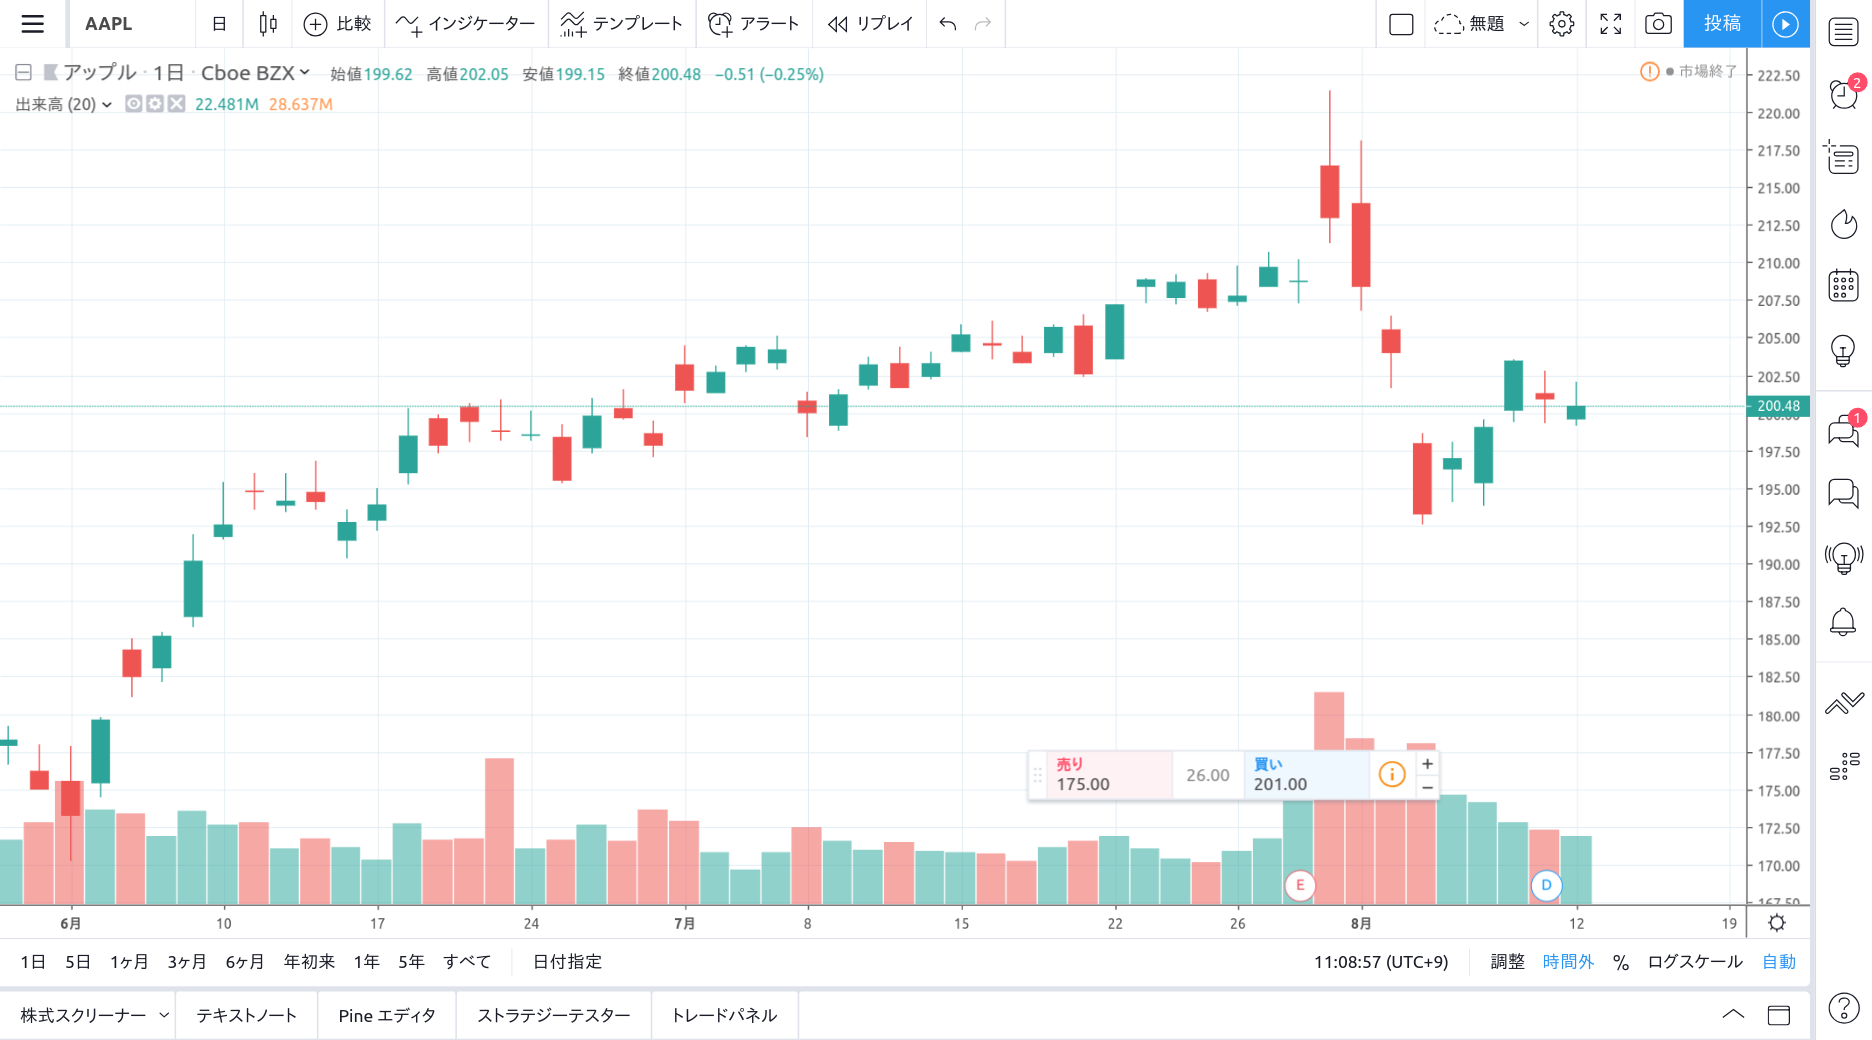 AAPL 日 比較 インジケーター テンプレート アラート リプレイ 無題 投稿
アップル · 1日 · Cboe BZX 始値199.62 高値202.05 安値199.15 終値200.48 −0.51 (−0.25%) 市場終了
出来高 (20) 22.481M 28.637M
222.50
2
220.00
217.50
215.00
212.50
210.00
207.50
205.00
202.50
200.48
1
197.50
195.00
192.50
190.00
187.50
185.00
182.50
180.00
177.50
売り 買い
175.00 26.00 201.00 + −
175.00
172.50
170.00
E D
167.50
6月 10 17 24 7月 8 15 22 26 8月 12 19
1日 5日 1ヶ月 3ヶ月 6ヶ月 年初来 1年 5年 すべて 日付指定 11:08:57 (UTC+9) 調整 時間外 % ログスケール 自動
株式スクリーナー テキストノート Pine エディタ ストラテジーテスター トレードパネル